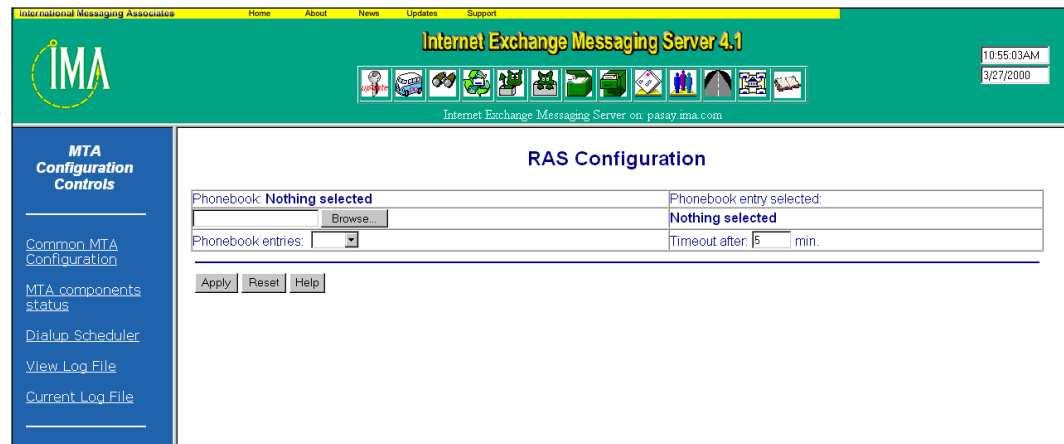 International Messaging Associates Home About News Updates Support
Internet Exchange Messaging Server 4.1
IMA
10:55:03AM
3/27/2000
update
Internet Exchange Messaging Server on: pasay.ima.com
MTA
Configuration
Controls
Common MTA
Configuration
MTA components
status
Dialup Scheduler
View Log File
Current Log File
RAS Configuration
Phonebook: Nothing selected
Phonebook entry selected:
Browse...
Nothing selected
Phonebook entries:
Timeout after: 5 min.
Apply Reset Help